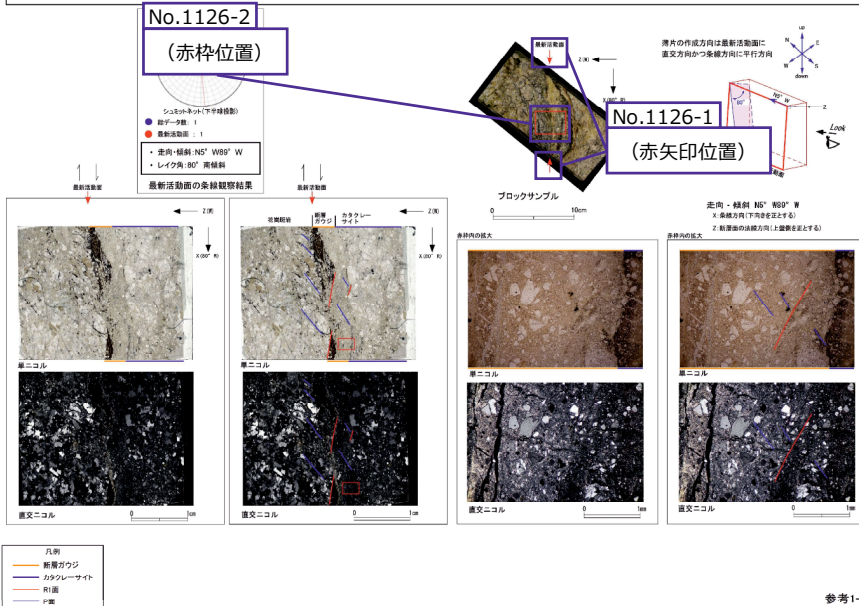 No.1126-2
(赤枠位置)
シュミットネット(下半球投影)
総データ数: 1
最新活動面 : 1
・ 走向・傾斜:N5°W89°W
・ レイク角:80° 南傾斜
最新活動面の条線観察結果
最新活動面
Z(W)
X(80° R)
No.1126-1
(赤矢印位置)
ブロックサンプル
0 10cm
薄片の作成方向は最新活動面に
直交方向かつ条線方向に平行方向
up
N E
W S
down
N5° W
80°
Z
Look
走向・傾斜 N5° W89° W
X:条線方向(下向きを正とする)
Z:断層面の法線方向(上盤側を正とする)
最新活動面
Z(W)
X(80° R)
単ニコル
直交ニコル
0 1cm
最新活動面
Z(W)
花崗斑岩
断層
ガウジ
カタクレー
サイト
X(80° R)
単ニコル
直交ニコル
0 1cm
赤枠内の拡大
単ニコル
直交ニコル
0 1mm
赤枠内の拡大
単ニコル
直交ニコル
0 1mm
凡例
断層ガウジ
カタクレーサイト
R1面
P面
参考1-